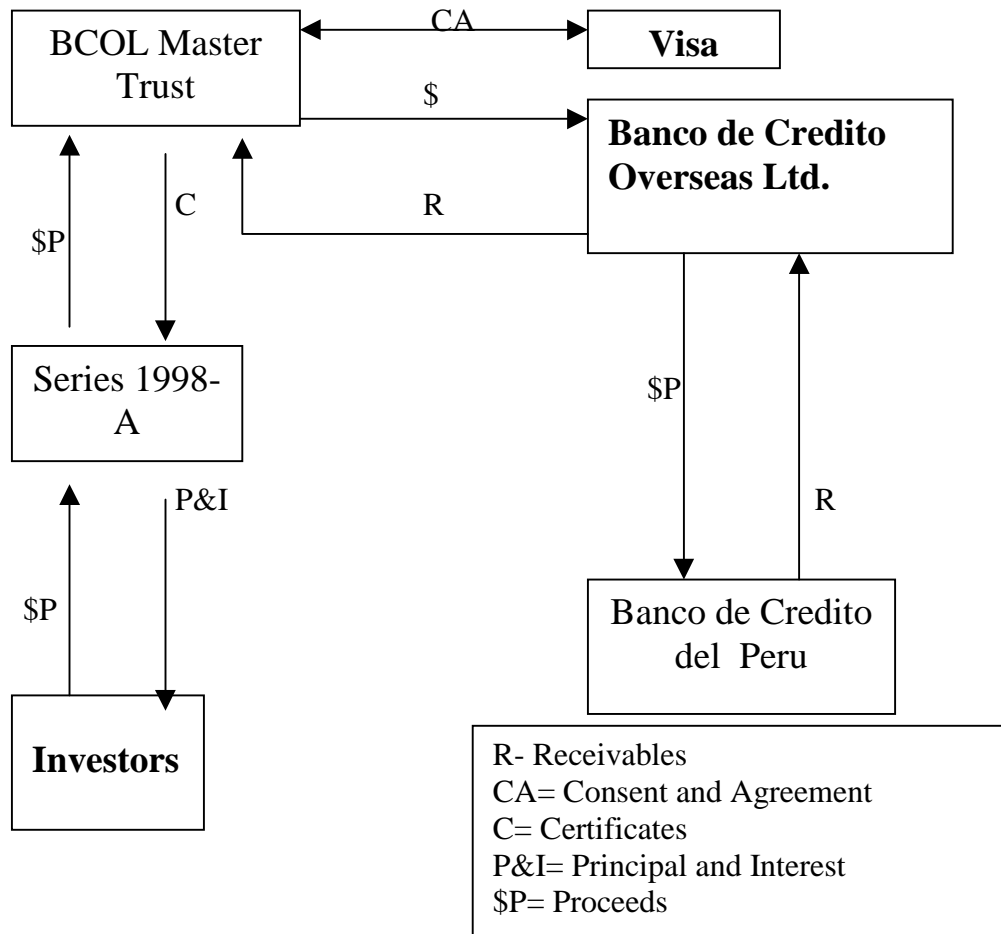 BCOL Master
Trust
CA
Visa
$
Banco de Credito
Overseas Ltd.
$P
C
R
Series 1998-
A
$P
R
$P
P&I
Banco de Credito
del Peru
Investors
R- Receivables
CA= Consent and Agreement
C= Certificates
P&I= Principal and Interest
$P= Proceeds